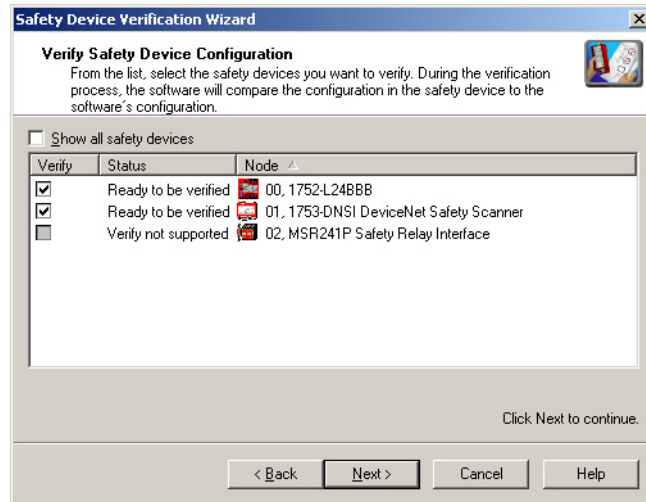 Safety Device Verification Wizard
Verify Safety Device Configuration
From the list, select the safety devices you want to verify. During the verification
process, the software will compare the configuration in the safety device to the
software´s configuration.
Show all safety devices
Verify Status Node
Ready to be verified 00, 1752-L24BBB
Ready to be verified 01, 1753-DNSI DeviceNet Safety Scanner
Verify not supported 02, MSR241P Safety Relay Interface
Click Next to continue.
< Back Next > Cancel Help